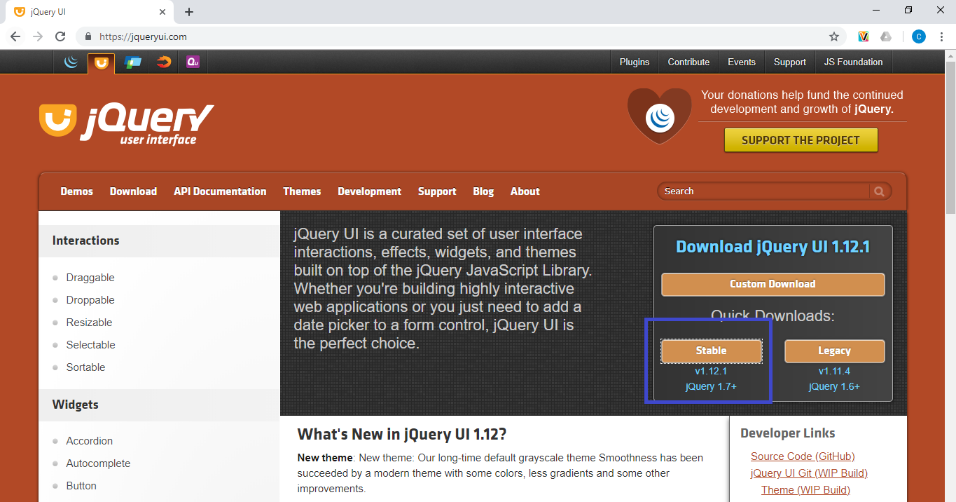 jQuery UI
https://jqueryui.com
C
Qu
Plugins Contribute Events Support JS Foundation
jQuery
user interface
Your donations help fund the continued
development and growth of jQuery.
SUPPORT THE PROJECT
Demos Download API Documentation Themes Development Support Blog About
Search
Interactions
Draggable
Droppable
Resizable
Selectable
Sortable
Widgets
Accordion
Autocomplete
Button
jQuery UI is a curated set of user interface
interactions, effects, widgets, and themes
built on top of the jQuery JavaScript Library.
Whether you're building highly interactive
web applications or you just need to add a
date picker to a form control, jQuery UI is
the perfect choice.
Download jQuery UI 1.12.1
Custom Download
Quick Downloads:
Stable
v1.12.1
jQuery 1.7+
Legacy
v1.11.4
jQuery 1.6+
What's New in jQuery UI 1.12?
New theme: New theme: Our long-time default grayscale theme Smoothness has been
succeeded by a modern theme with some colors, less gradients and some other
improvements.
Developer Links
Source Code (GitHub)
jQuery UI Git (WIP Build)
Theme (WIP Build)